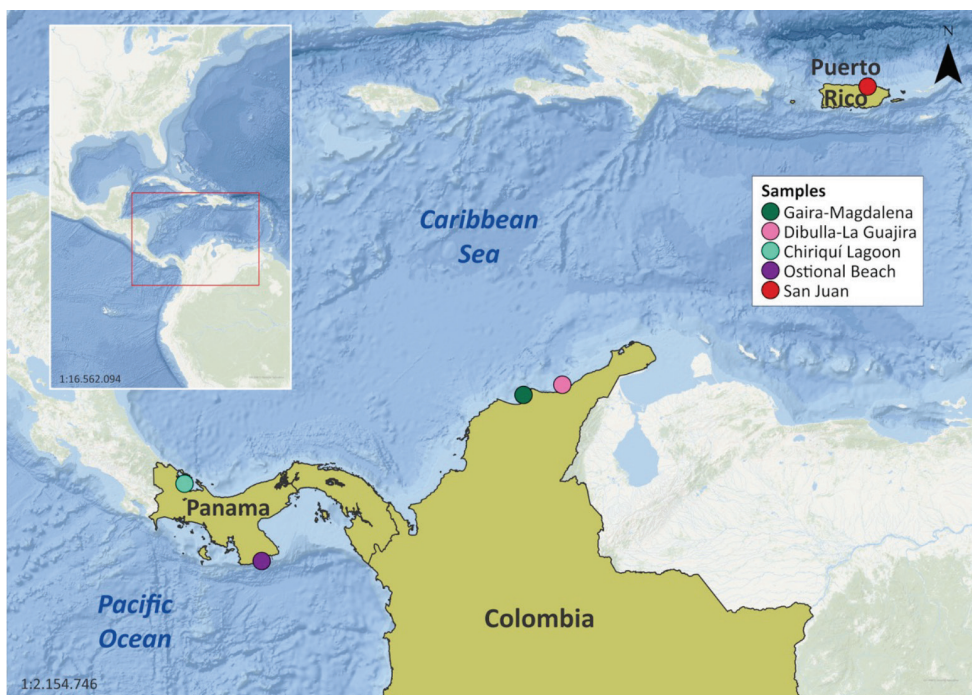 N
Puerto
Rico
Caribbean
Sea
Samples
Gaira-Magdalena
Dibulla-La Guajira
Chiriquí Lagoon
Ostional Beach
San Juan
1:16.562.094
Panama
Colombia
Pacific
Ocean
1:2.154.746